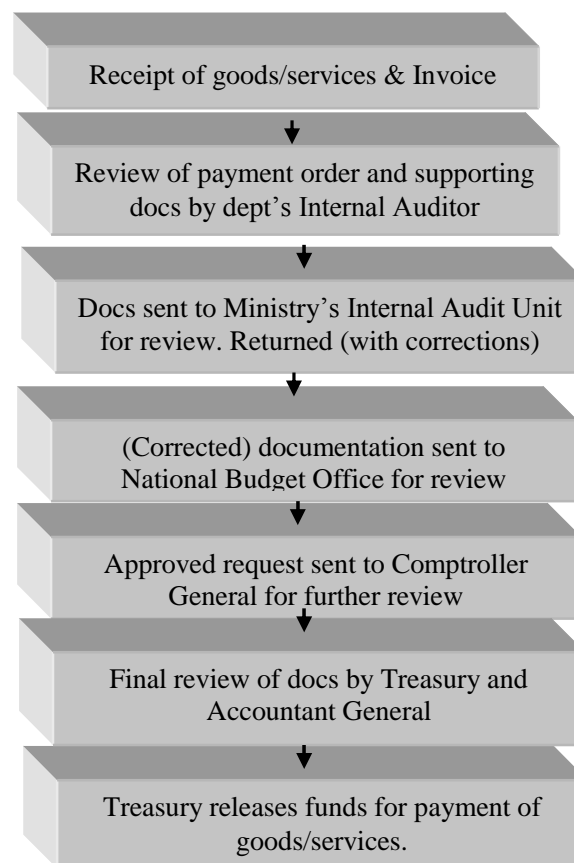 Receipt of goods/services & Invoice
Review of payment order and supporting
docs by dept's Internal Auditor
Docs sent to Ministry's Internal Audit Unit
for review. Returned (with corrections)
(Corrected) documentation sent to
National Budget Office for review
Approved request sent to Comptroller
General for further review
Final review of docs by Treasury and
Accountant General
Treasury releases funds for payment of
goods/services.